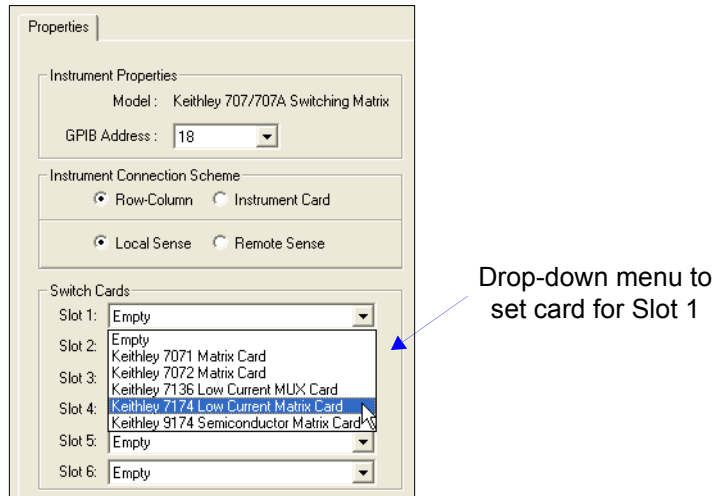 Properties
Instrument Properties
Model : Keithley 707/707A Switching Matrix
GPIB Address : 18
Instrument Connection Scheme
Row-Column Instrument Card
Local Sense Remote Sense
Switch Cards
Slot 1: Empty
Slot 2: Empty
Keithley 7071 Matrix Card
Slot 3: Keithley 7072 Matrix Card
Keithley 7136 Low Current MUX Card
Slot 4: Keithley 7174 Low Current Matrix Card
Keithley 9174 Semiconductor Matrix Card
Slot 5: Empty
Slot 6: Empty
Drop-down menu to
set card for Slot 1